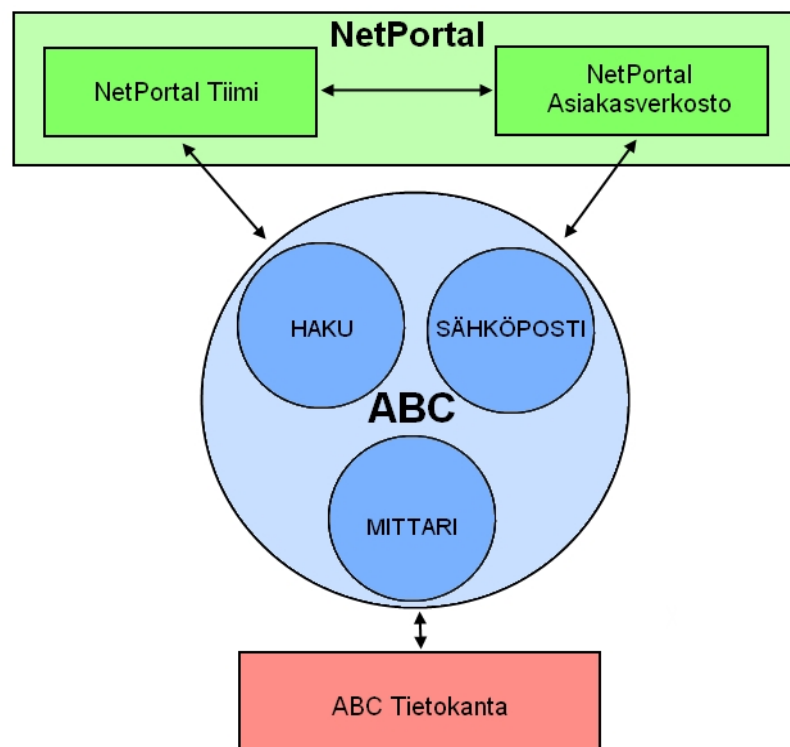 NetPortal
NetPortal Tiimi
NetPortal
Asiakasverkosto
HAKU
SÄHKÖPOSTI
ABC
MITTARI
ABC Tietokanta